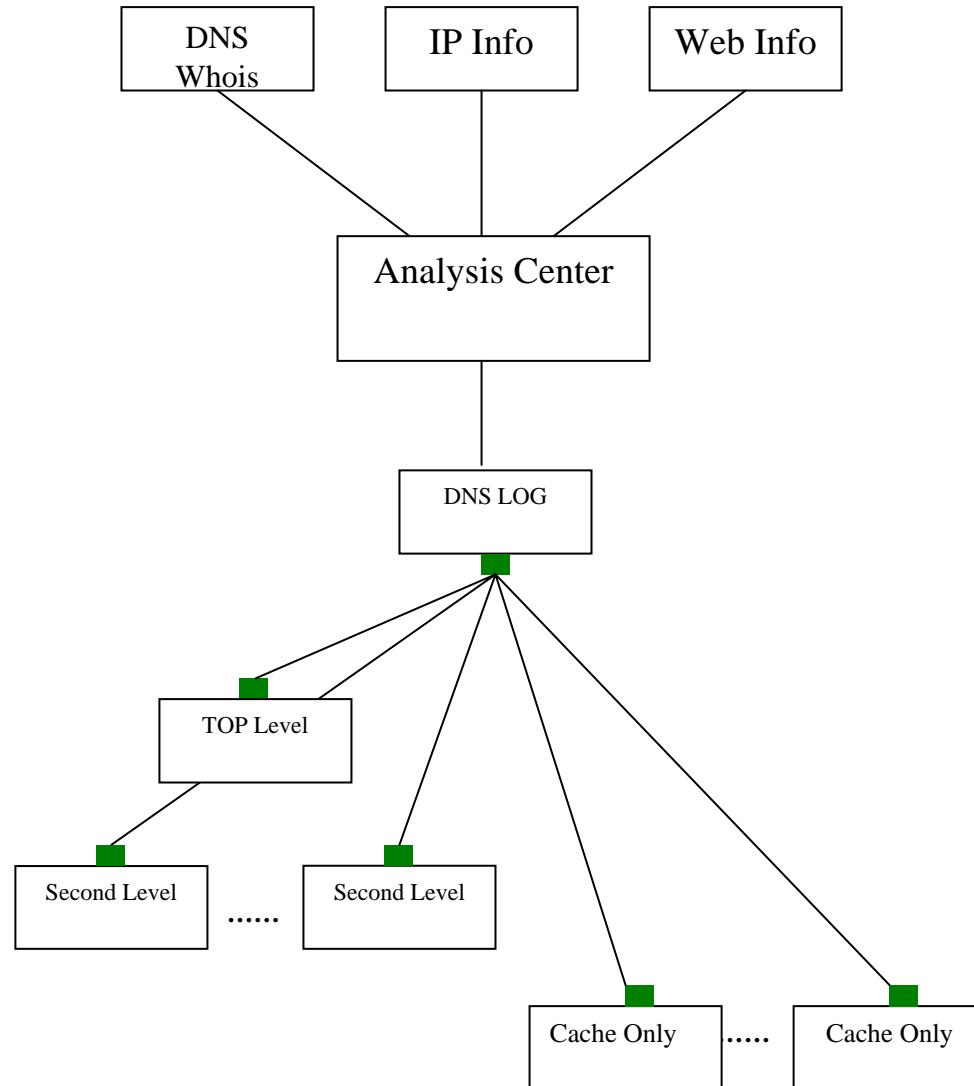 DNS
Whois
IP Info
Web Info
Analysis Center
DNS LOG
TOP Level
Second Level
......
Second Level
Cache Only
......
Cache Only